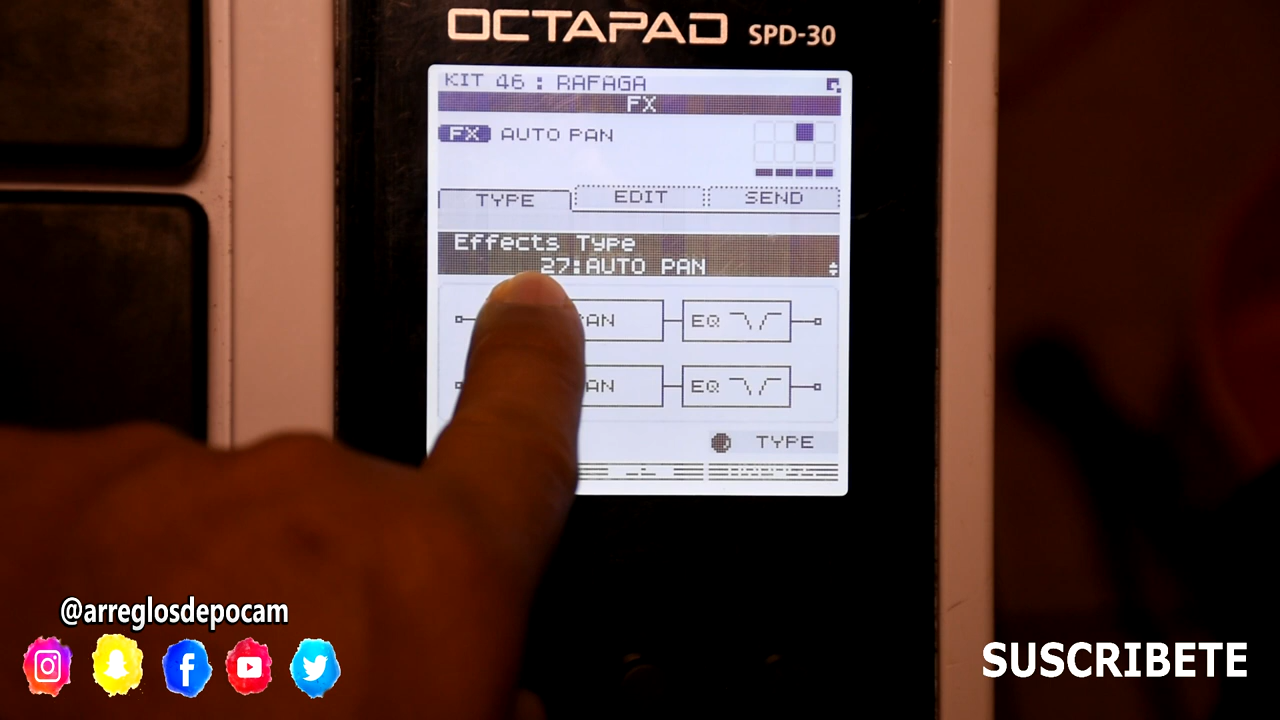 OCTAPAD SPD-30
KIT 46 : RAFAGA
FX
FX AUTO PAN
TYPE EDIT SEND
Effects Type
27:AUTO PAN
EQ
EQ
TYPE
@arreglosdepocam
SUSCRIBETE